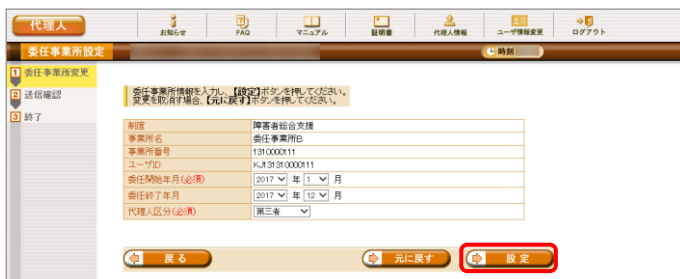 代理人
お知らせ
FAQ
マニュアル
証明書
代理人情報
ユーザ情報変更
ログアウト
委任事業所設定
時刻
1 委任事業所変更
2 送信確認
3 終了
委任事業所情報を入力し、【設定】ボタンを押してください。
変更を取消す場合、【元に戻す】ボタンを押してください。
制度 障害者総合支援
事業所名 委任事業所B
事業所番号 1310000111
ユーザID KJ131310000111
委任開始年月(必須) 2017 年 1 月
委任終了年月 2017 年 12 月
代理人区分(必須) 第三者
戻る
元に戻す
設定